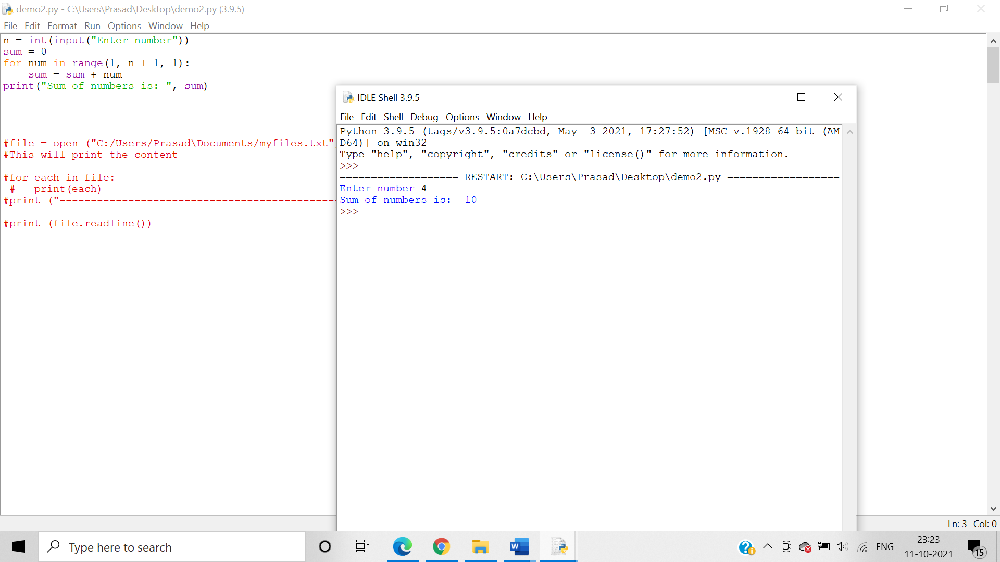 demo2.py - C:\Users\Prasad\Desktop\demo2.py (3.9.5)
File Edit Format Run Options Window Help
n = int(input("Enter number"))
sum = 0
for num in range(1, n + 1, 1):
    sum = sum + num
print("Sum of numbers is: ", sum)
#file = open ("C:/Users/Prasad\Documents/myfiles.txt"
#This will print the content
#for each in file:
 #   print(each)
#print ("---------------------------------------------
#print (file.readline())
IDLE Shell 3.9.5
File Edit Shell Debug Options Window Help
Python 3.9.5 (tags/v3.9.5:0a7dcbd, May  3 2021, 17:27:52) [MSC v.1928 64 bit (AM
D64)] on win32
Type "help", "copyright", "credits" or "license()" for more information.
>>>
=================== RESTART: C:\Users\Prasad\Desktop\demo2.py ==================
Enter number 4
Sum of numbers is:  10
>>>
Ln: 3 Col: 0
Type here to search
W
ENG
23:23
11-10-2021
15